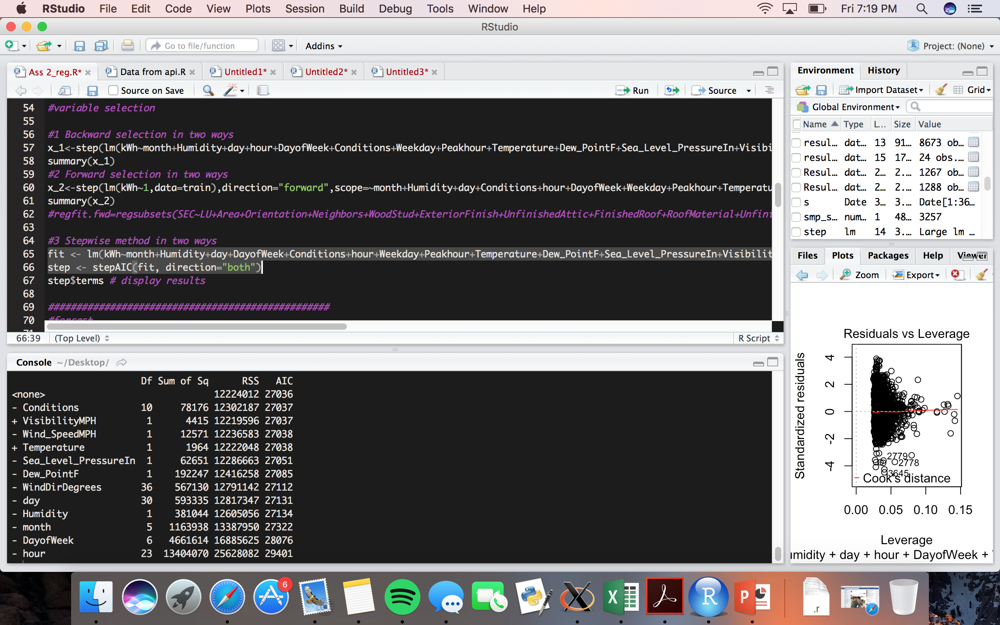 RStudio File Edit Code View Plots Session Build Debug Tools Window Help Fri 7:19 PM
RStudio
Go to file/function Addins Project: (None)
Ass 2_reg.R* Data from api.R Untitled1* Untitled2* Untitled3*
Source on Save Run Source
54 #variable selection
55
56 #1 Backward selection in two ways
57 x_1<-step(lm(kWh~month+Humidity+day+hour+DayofWeek+Conditions+Weekday+Peakhour+Temperature+Dew_PointF+Sea_Level_PressureIn+Visibi
58 summary(x_1)
59 #2 Forward selection in two ways
60 x_2<-step(lm(kWh~1,data=train),direction="forward",scope=~month+Humidity+day+Conditions+hour+DayofWeek+Weekday+Peakhour+Temperatu
61 summary(x_2)
62 #regfit.fwd=regsubsets(SEC~LU+Area+Orientation+Neighbors+WoodStud+ExteriorFinish+UnfinishedAttic+FinishedRoof+RoofMaterial+Unfini
63
64 #3 Stepwise method in two ways
65 fit <- lm(kWh~month+Humidity+day+DayofWeek+Conditions+hour+Weekday+Peakhour+Temperature+Dew_PointF+Sea_Level_PressureIn+Visibilit
66 step <- stepAIC(fit, direction="both")
67 step$terms # display results
68
69 ##################################################
70 #forcast
71
66:39 (Top Level) R Script
Console ~/Desktop/
Df Sum of Sq RSS AIC
<none> 12224012 27036
- Conditions 10 78176 12302187 27037
+ VisibilityMPH 1 4415 12219596 27037
- Wind_SpeedMPH 1 12571 12236583 27038
+ Temperature 1 1964 12222048 27038
- Sea_Level_PressureIn 1 62651 12286663 27051
- Dew_PointF 1 192247 12416258 27085
- WindDirDegrees 36 567130 12791142 27112
- day 30 593335 12817347 27131
- Humidity 1 381044 12605056 27134
- month 5 1163938 13387950 27322
- DayofWeek 6 4661614 16885625 28076
- hour 23 13404070 25628082 29401
Environment History
Import Dataset Grid
Global Environment
Name Type L... Size Value
resul... dat... 13 91... 8673 ob...
resul... dat... 15 17... 24 obs....
Resul... dat... 2... 2.... 1267 ob...
Resul... dat... 2... 2.... 1288 ob...
s Date 3... 3.... Date[1:36...
smp_s... num... 1 48... 3257
step lm 14 3.... Large lm ...
Files Plots Packages Help Viewer
Zoom Export
Residuals vs Leverage
Standardized residuals
4
2
0
-2
-4
2779
2778
3645
Cook's distance
0.00 0.05 0.10 0.15
Leverage
umidity + day + hour + DayofWeek +
6
X
R
P
.r